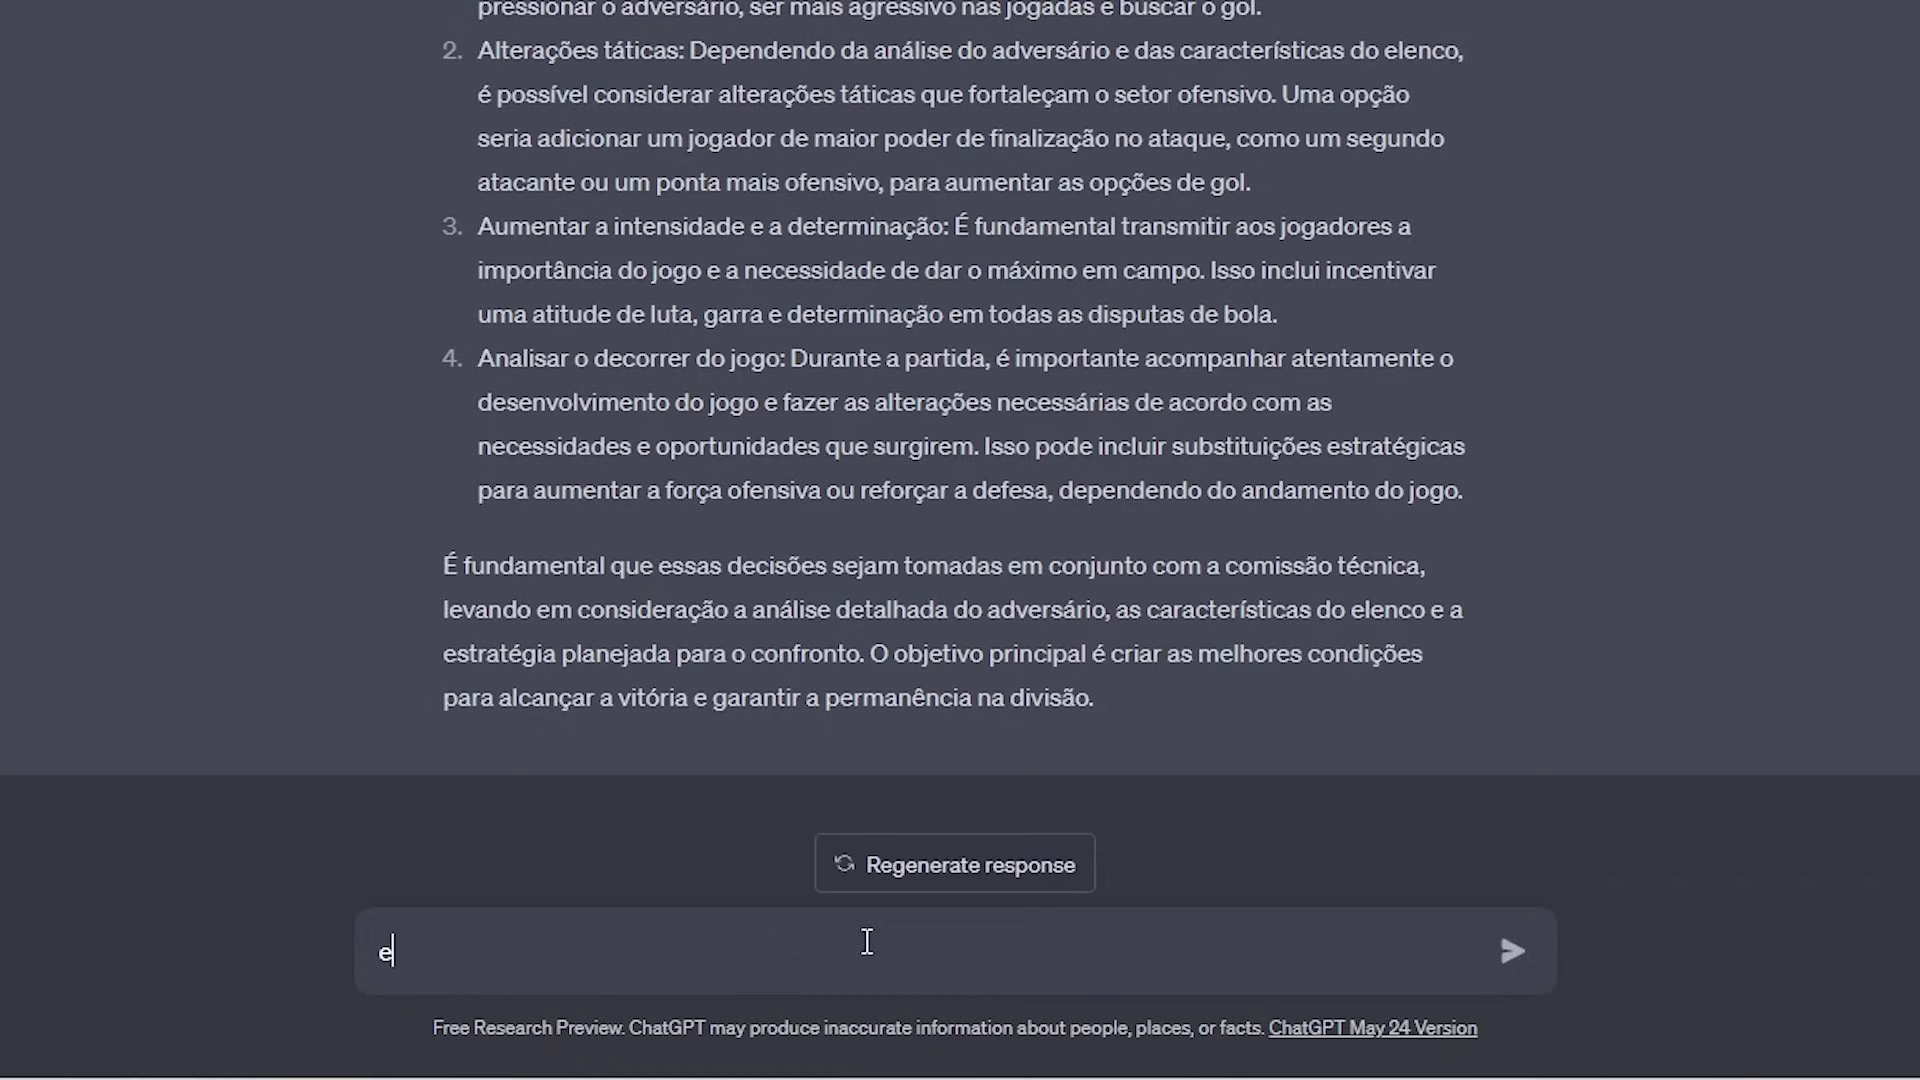 pressionar o adversário, ser mais agressivo nas jogadas e buscar o gol.
2. Alterações táticas: Dependendo da análise do adversário e das características do elenco,
é possível considerar alterações táticas que fortaleçam o setor ofensivo. Uma opção
seria adicionar um jogador de maior poder de finalização no ataque, como um segundo
atacante ou um ponta mais ofensivo, para aumentar as opções de gol.
3. Aumentar a intensidade e a determinação: É fundamental transmitir aos jogadores a
importância do jogo e a necessidade de dar o máximo em campo. Isso inclui incentivar
uma atitude de luta, garra e determinação em todas as disputas de bola.
4. Analisar o decorrer do jogo: Durante a partida, é importante acompanhar atentamente o
desenvolvimento do jogo e fazer as alterações necessárias de acordo com as
necessidades e oportunidades que surgirem. Isso pode incluir substituições estratégicas
para aumentar a força ofensiva ou reforçar a defesa, dependendo do andamento do jogo.
É fundamental que essas decisões sejam tomadas em conjunto com a comissão técnica,
levando em consideração a análise detalhada do adversário, as características do elenco e a
estratégia planejada para o confronto. O objetivo principal é criar as melhores condições
para alcançar a vitória e garantir a permanência na divisão.
Regenerate response
e
Free Research Preview. ChatGPT may produce inaccurate information about people, places, or facts. ChatGPT May 24 Version